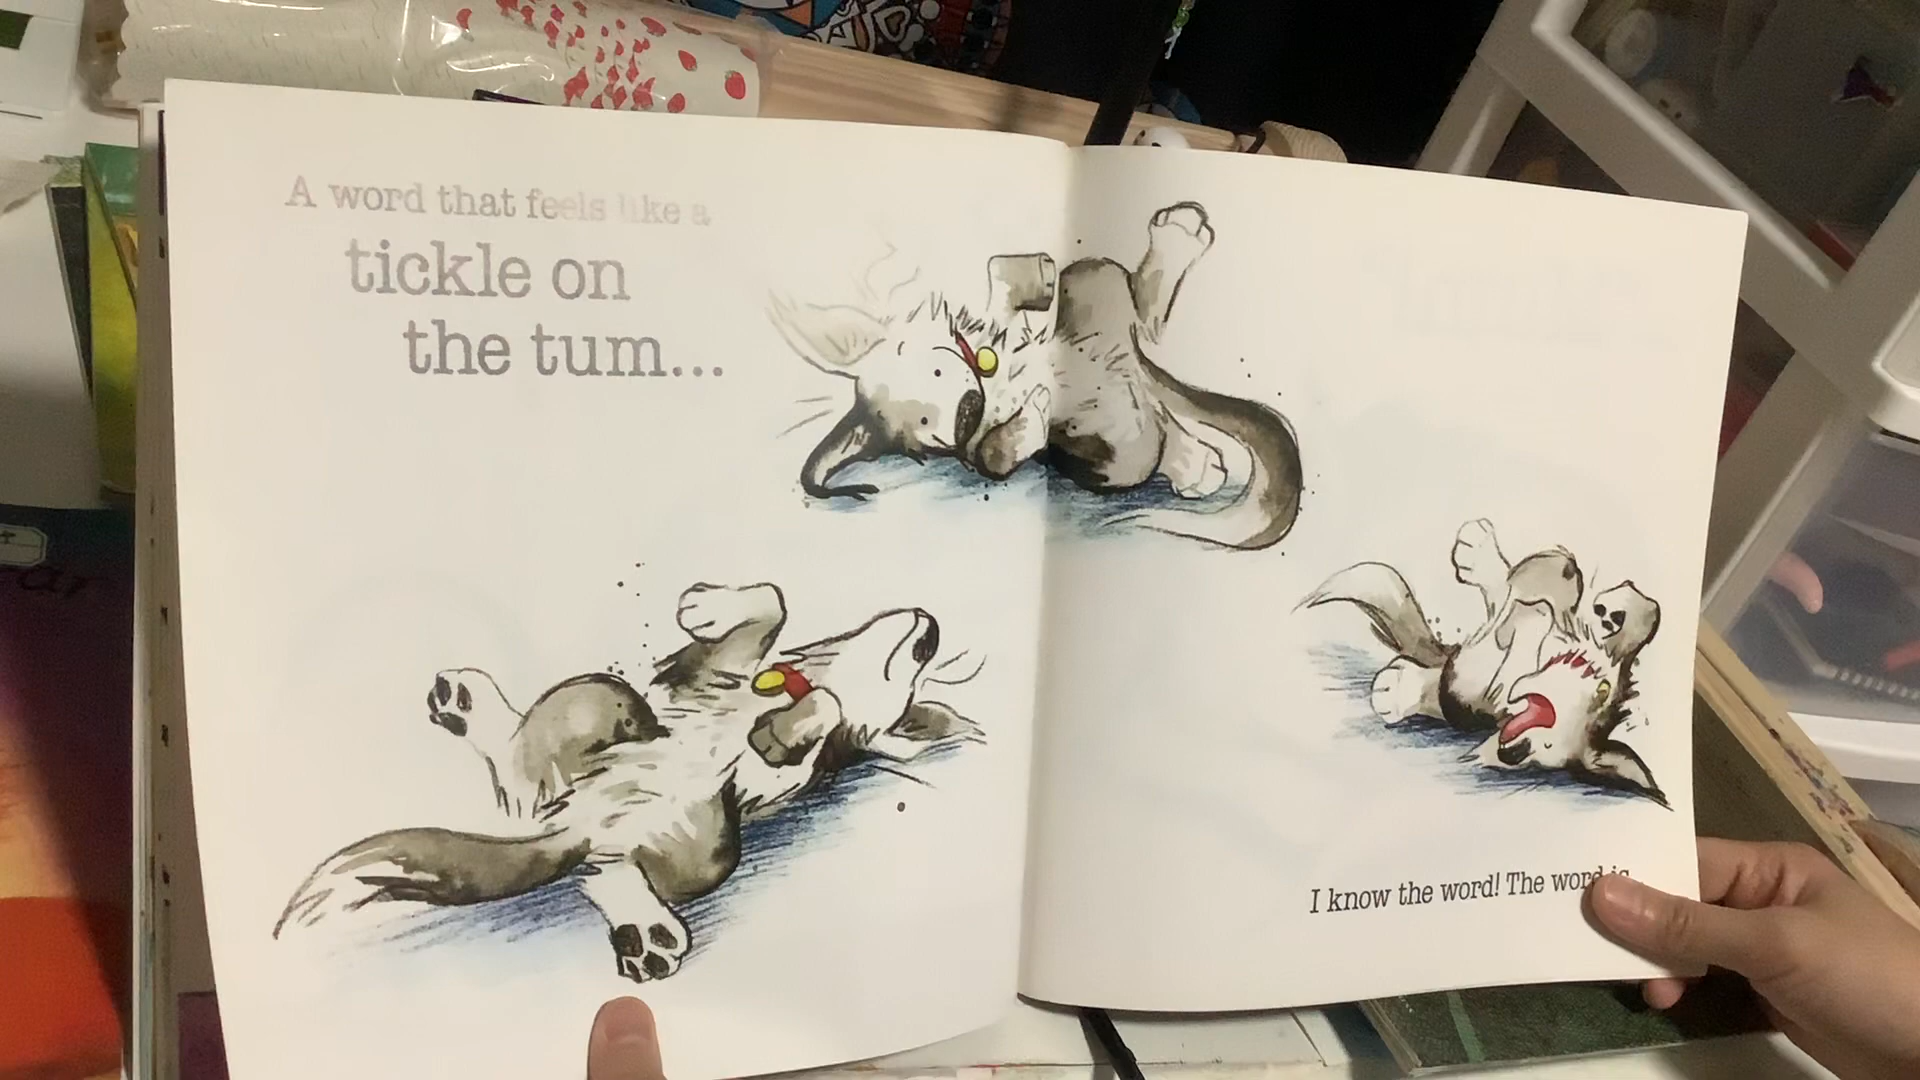 A word that feels like a
tickle on
the tum...
I know the word! The word is